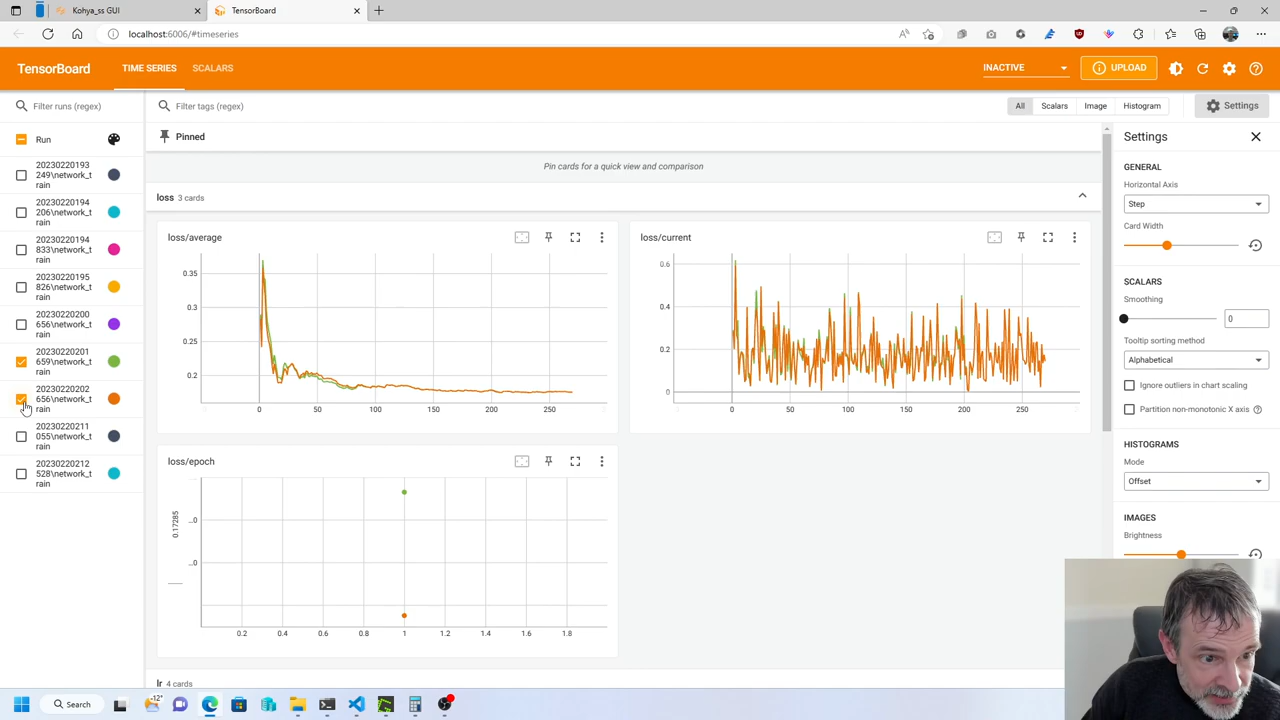 Kohya_ss GUI
TensorBoard
localhost:6006/#timeseries
TensorBoard
TIME SERIES
SCALARS
INACTIVE
UPLOAD
Filter runs (regex)
Filter tags (regex)
All
Scalars
Image
Histogram
Settings
Run
20230220193
249\network_t
rain
20230220194
206\network_t
rain
20230220194
833\network_t
rain
20230220195
826\network_t
rain
20230220200
656\network_t
rain
20230220201
659\network_t
rain
20230220202
656\network_t
rain
20230220211
055\network_t
rain
20230220212
528\network_t
rain
Pinned
Pin cards for a quick view and comparison
loss 3 cards
loss/average
0.35
0.3
0.25
0.2
0
50
100
150
200
250
loss/current
0.6
0.4
0.2
0
0
50
100
150
200
250
loss/epoch
0.17285
...0
...0
0.2
0.4
0.6
0.8
1
1.2
1.4
1.6
1.8
lr 4 cards
Settings
GENERAL
Horizontal Axis
Step
Card Width
SCALARS
Smoothing
0
Tooltip sorting method
Alphabetical
Ignore outliers in chart scaling
Partition non-monotonic X axis
HISTOGRAMS
Mode
Offset
IMAGES
Brightness
Search
-12°